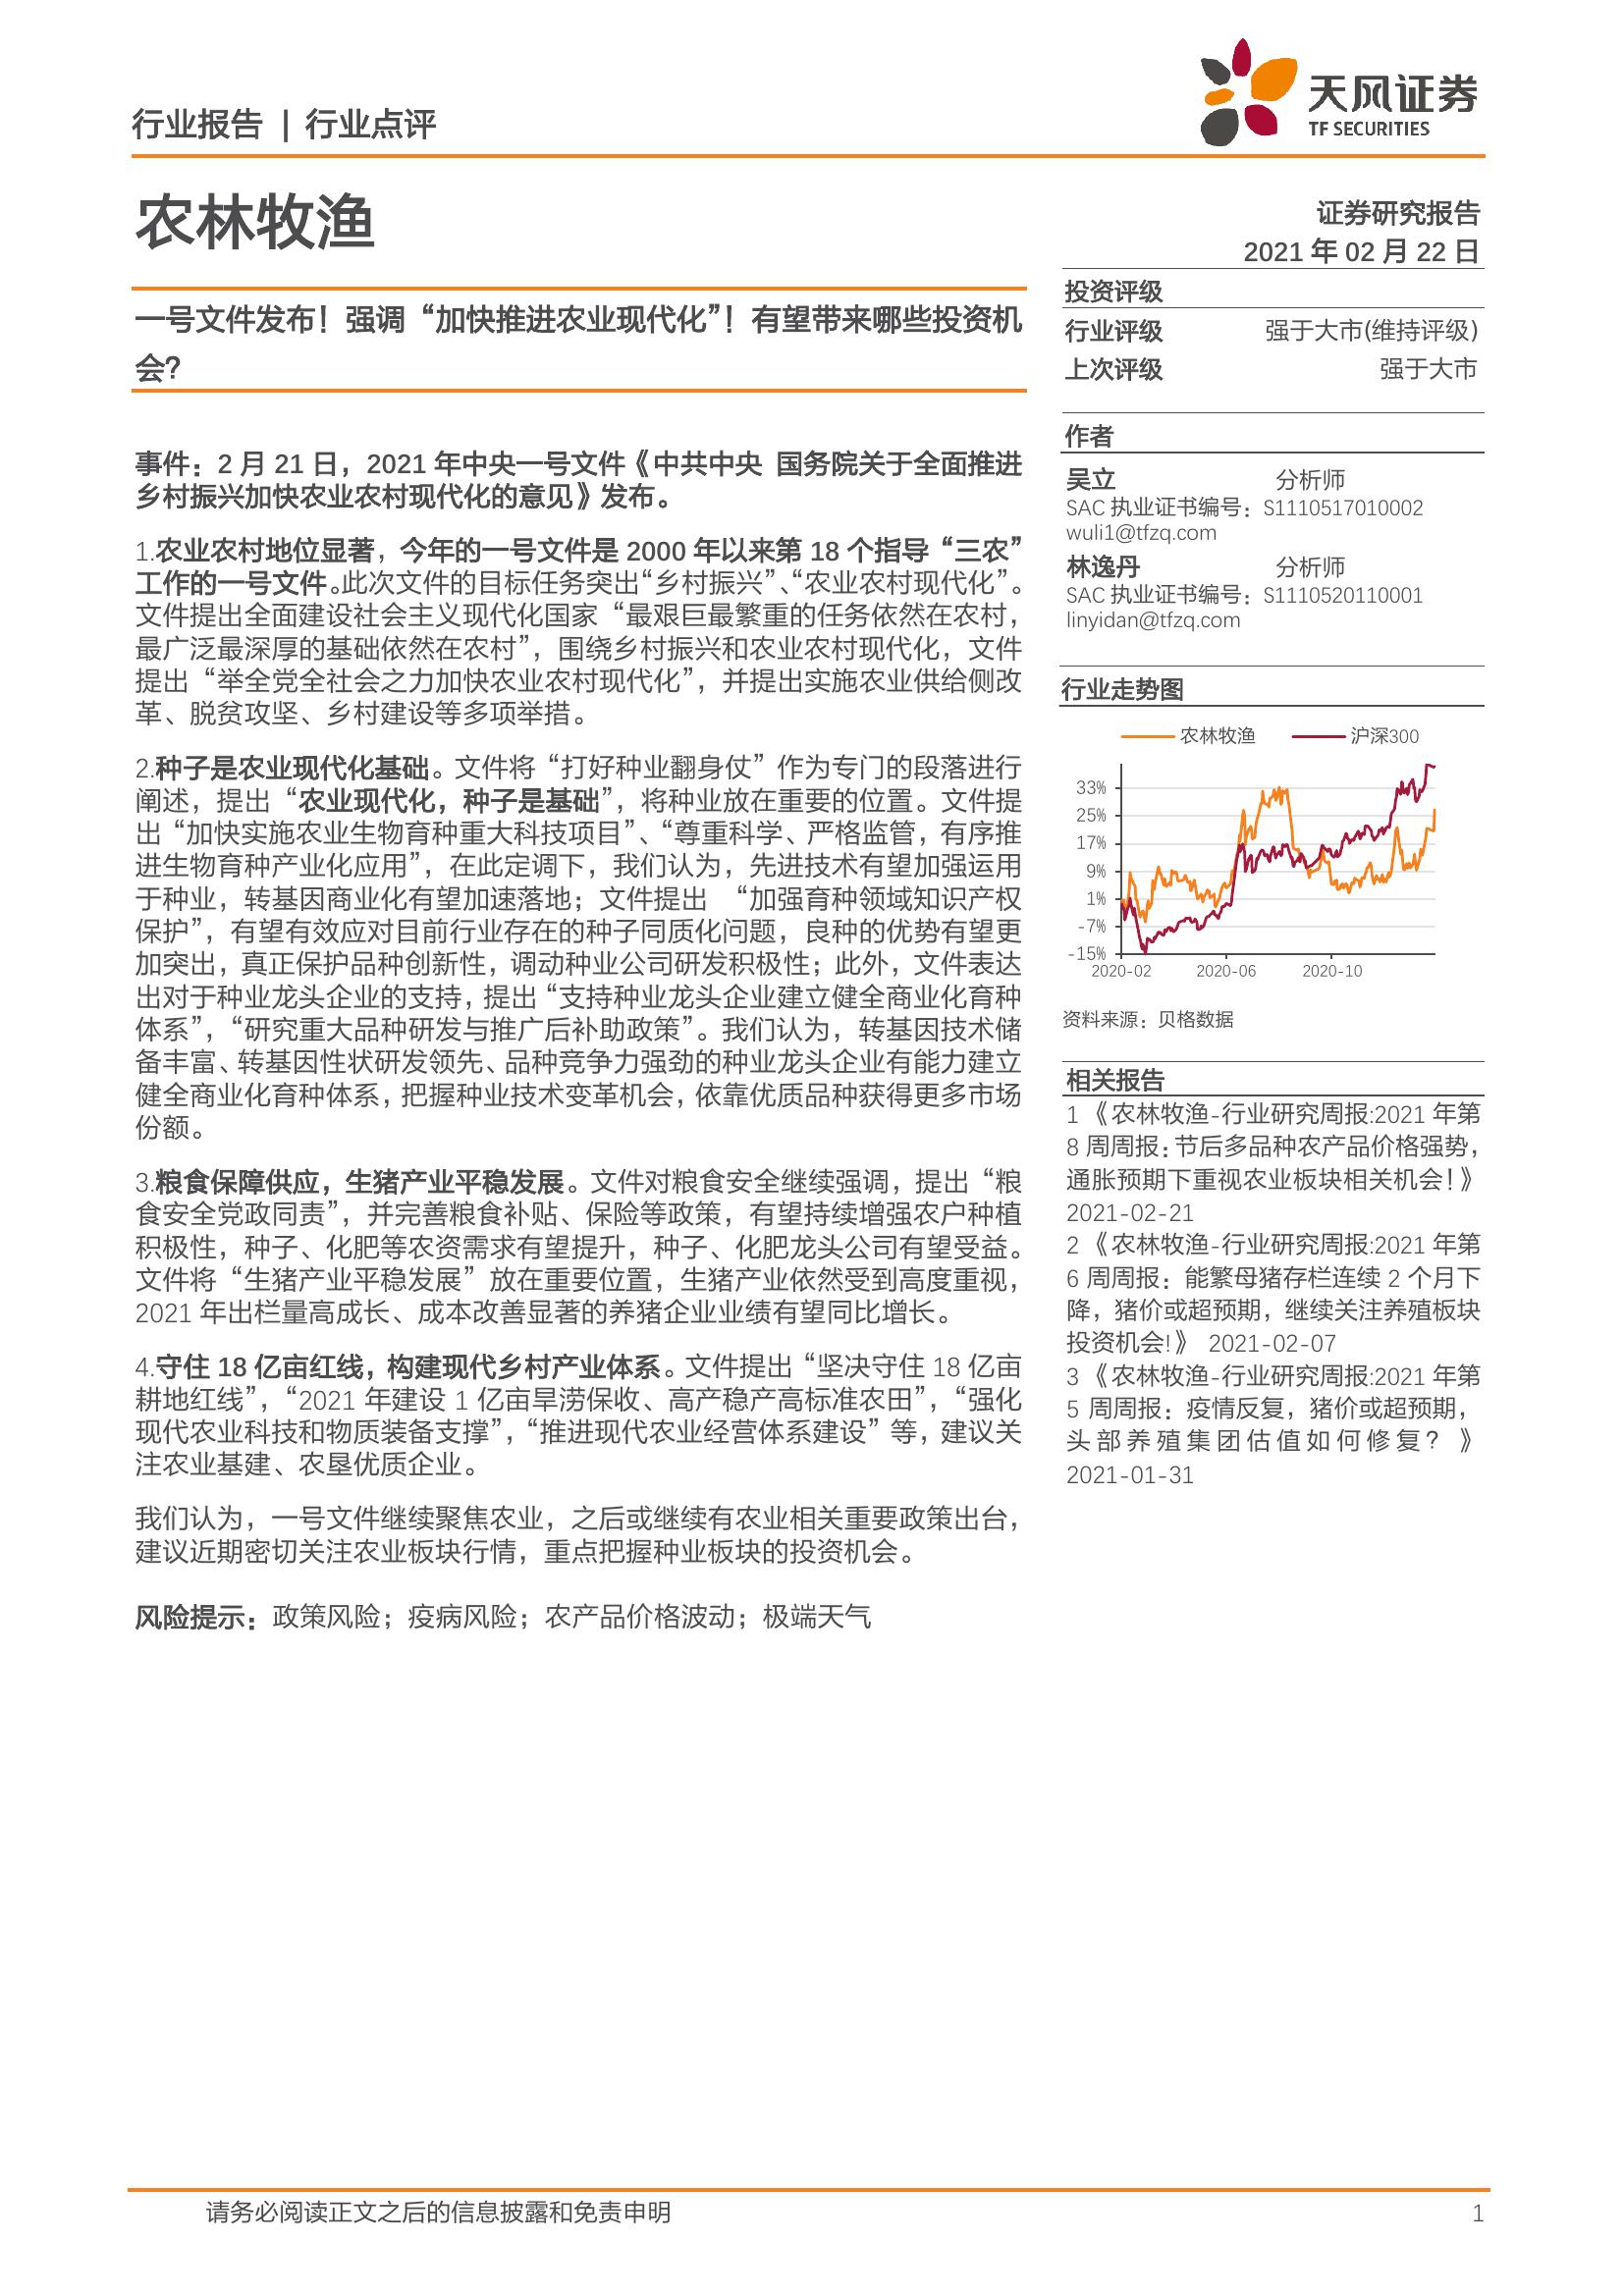 行业报告 | 行业点评
天风证券
TF SECURITIES
农林牧渔
证券研究报告
2021 年 02 月 22 日
一号文件发布！强调“加快推进农业现代化”！有望带来哪些投资机
会？
投资评级
行业评级 强于大市(维持评级)
上次评级 强于大市
事件：2 月 21 日，2021 年中央一号文件《中共中央 国务院关于全面推进
乡村振兴加快农业农村现代化的意见》发布。
1.农业农村地位显著，今年的一号文件是 2000 年以来第 18 个指导“三农”
工作的一号文件。此次文件的目标任务突出“乡村振兴”、“农业农村现代化”。
文件提出全面建设社会主义现代化国家“最艰巨最繁重的任务依然在农村，
最广泛最深厚的基础依然在农村”，围绕乡村振兴和农业农村现代化，文件
提出“举全党全社会之力加快农业农村现代化”，并提出实施农业供给侧改
革、脱贫攻坚、乡村建设等多项举措。
2.种子是农业现代化基础。文件将“打好种业翻身仗”作为专门的段落进行
阐述，提出“农业现代化，种子是基础”，将种业放在重要的位置。文件提
出“加快实施农业生物育种重大科技项目”、“尊重科学、严格监管，有序推
进生物育种产业化应用”，在此定调下，我们认为，先进技术有望加强运用
于种业，转基因商业化有望加速落地；文件提出 “加强育种领域知识产权
保护”，有望有效应对目前行业存在的种子同质化问题，良种的优势有望更
加突出，真正保护品种创新性，调动种业公司研发积极性；此外，文件表达
出对于种业龙头企业的支持，提出“支持种业龙头企业建立健全商业化育种
体系”，“研究重大品种研发与推广后补助政策”。我们认为，转基因技术储
备丰富、转基因性状研发领先、品种竞争力强劲的种业龙头企业有能力建立
健全商业化育种体系，把握种业技术变革机会，依靠优质品种获得更多市场
份额。
3.粮食保障供应，生猪产业平稳发展。文件对粮食安全继续强调，提出“粮
食安全党政同责”，并完善粮食补贴、保险等政策，有望持续增强农户种植
积极性，种子、化肥等农资需求有望提升，种子、化肥龙头公司有望受益。
文件将“生猪产业平稳发展”放在重要位置，生猪产业依然受到高度重视，
2021 年出栏量高成长、成本改善显著的养猪企业业绩有望同比增长。
4.守住 18 亿亩红线，构建现代乡村产业体系。文件提出“坚决守住 18 亿亩
耕地红线”，“2021 年建设 1 亿亩旱涝保收、高产稳产高标准农田”，“强化
现代农业科技和物质装备支撑”，“推进现代农业经营体系建设”等，建议关
注农业基建、农垦优质企业。
我们认为，一号文件继续聚焦农业，之后或继续有农业相关重要政策出台，
建议近期密切关注农业板块行情，重点把握种业板块的投资机会。
风险提示：政策风险；疫病风险；农产品价格波动；极端天气
作者
吴立 分析师
SAC 执业证书编号：S1110517010002
wuli1@tfzq.com
林逸丹 分析师
SAC 执业证书编号：S1110520110001
linyidan@tfzq.com
行业走势图
农林牧渔 沪深300
33%
25%
17%
9%
1%
-7%
-15%
2020-02 2020-06 2020-10
资料来源：贝格数据
相关报告
1 《农林牧渔-行业研究周报:2021 年第
8 周周报：节后多品种农产品价格强势，
通胀预期下重视农业板块相关机会！》
2021-02-21
2 《农林牧渔-行业研究周报:2021 年第
6 周周报：能繁母猪存栏连续 2 个月下
降，猪价或超预期，继续关注养殖板块
投资机会!》 2021-02-07
3 《农林牧渔-行业研究周报:2021 年第
5 周周报：疫情反复，猪价或超预期，
头部养殖集团估值如何修复？》
2021-01-31
请务必阅读正文之后的信息披露和免责申明 1